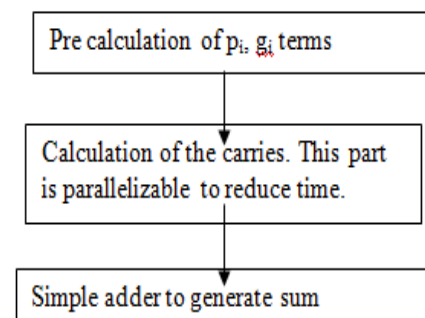 Pre calculation of pᵢ, gᵢ terms
Calculation of the carries. This part
is parallelizable to reduce time.
Simple adder to generate sum